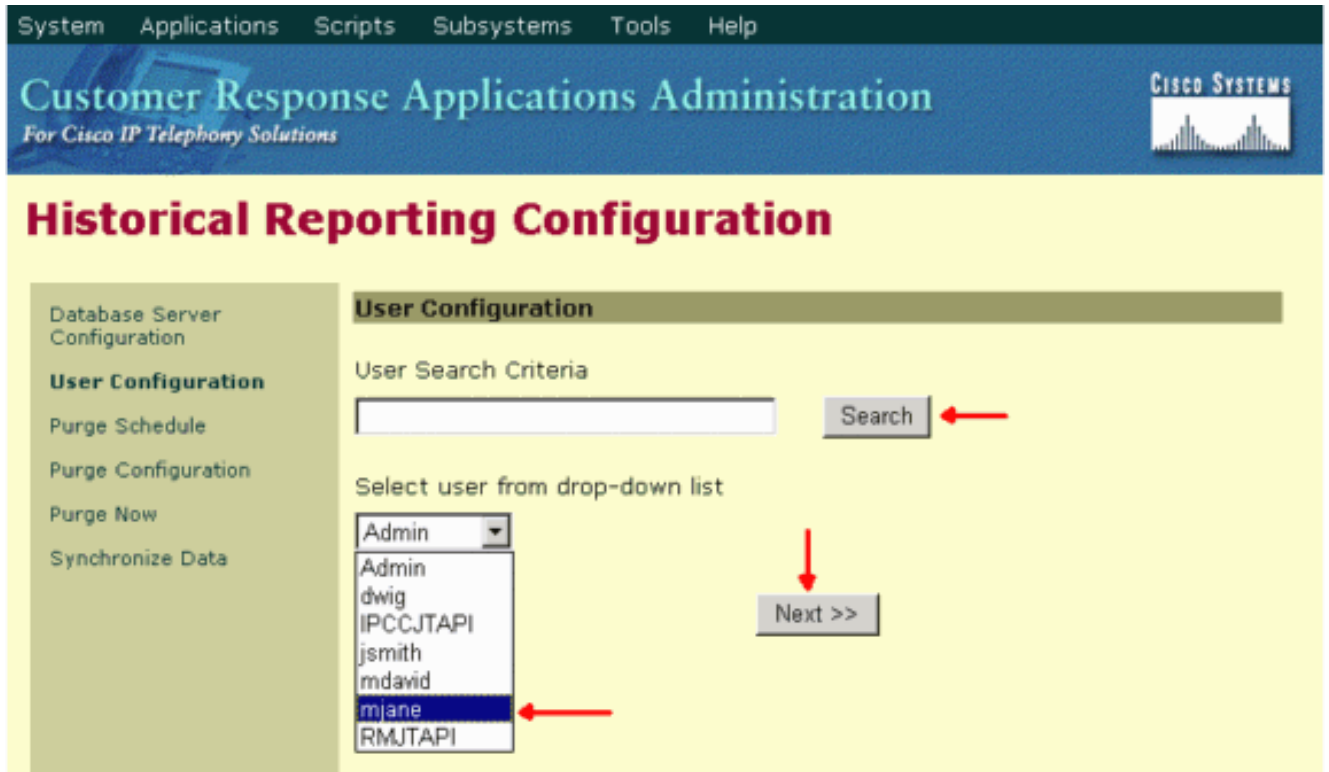 System Applications Scripts Subsystems Tools Help
Customer Response Applications Administration
For Cisco IP Telephony Solutions
CISCO SYSTEMS
Historical Reporting Configuration
Database Server
Configuration
User Configuration
Purge Schedule
Purge Configuration
Purge Now
Synchronize Data
User Configuration
User Search Criteria
Search
Select user from drop-down list
Admin
Admin
dwig
IPCCJTAPI
jsmith
mdavid
mjane
RMJTAPI
Next >>